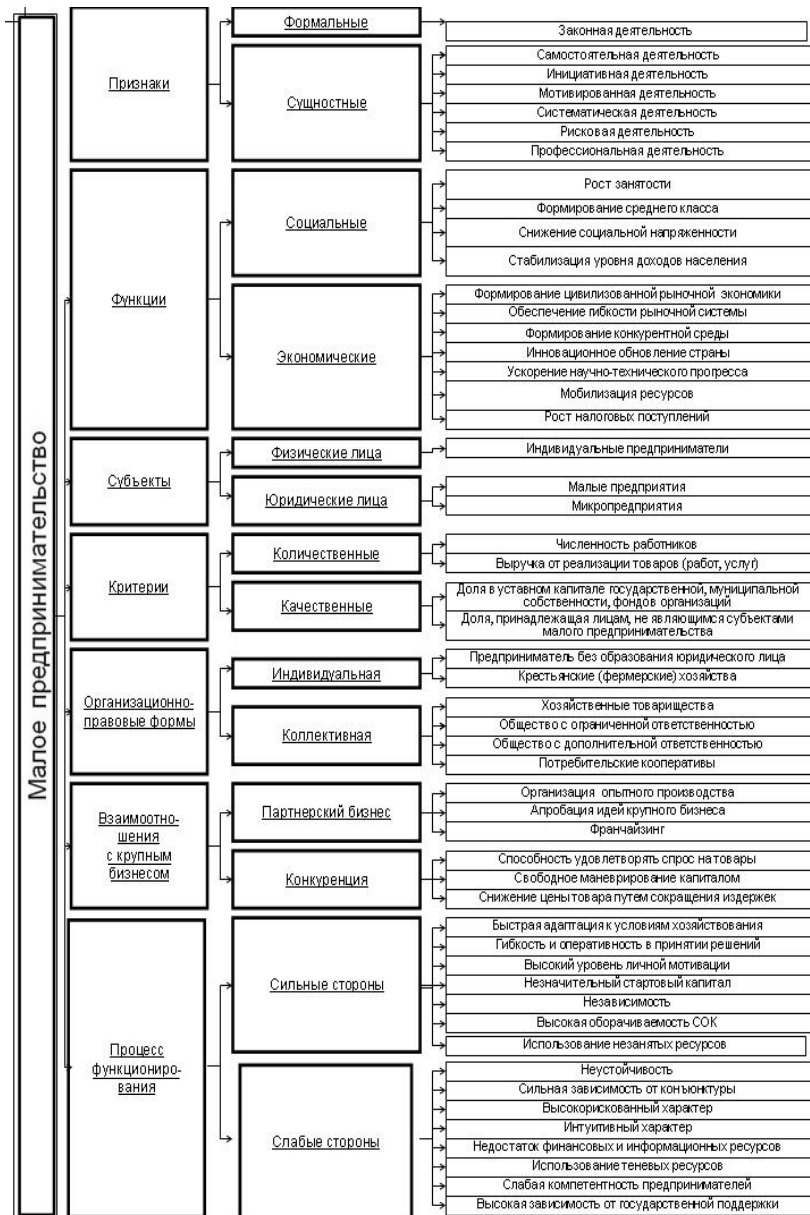 Малое предпринимательство
Признаки
Формальные
Законная деятельность
Сущностные
Самостоятельная деятельность
Инициативная деятельность
Мотивированная деятельность
Систематическая деятельность
Рисковая деятельность
Профессиональная деятельность
Функции
Социальные
Рост занятости
Формирование среднего класса
Снижение социальной напряженности
Стабилизация уровня доходов населения
Экономические
Формирование цивилизованной рыночной экономики
Обеспечение гибкости рыночной системы
Формирование конкурентной среды
Инновационное обновление страны
Ускорение научно-технического прогресса
Мобилизация ресурсов
Рост налоговых поступлений
Субъекты
Физические лица
Индивидуальные предприниматели
Юридические лица
Малые предприятия
Микропредприятия
Критерии
Количественные
Численность работников
Выручка от реализации товаров (работ, услуг)
Качественные
Доля в уставном капитале государственной, муниципальной
собственности, фондов организаций
Доля, принадлежащая лицам, не являющимся субъектами
малого предпринимательства
Организационно-
правовые формы
Индивидуальная
Предприниматель без образования юридического лица
Крестьянские (фермерские) хозяйства
Коллективная
Хозяйственные товарищества
Общество с ограниченной ответственностью
Общество с дополнительной ответственностью
Потребительские кооперативы
Взаимоотно-
шения
с крупным
бизнесом
Партнерский бизнес
Организация опытного производства
Апробация идей крупного бизнеса
Франчайзинг
Конкуренция
Способность удовлетворять спрос на товары
Свободное маневрирование капиталом
Снижение цены товара путем сокращения издержек
Процесс
функциониро-
вания
Сильные стороны
Быстрая адаптация к условиям хозяйствования
Гибкость и оперативность в принятии решений
Высокий уровень личной мотивации
Незначительный стартовый капитал
Независимость
Высокая оборачиваемость СОК
Использование незанятых ресурсов
Слабые стороны
Неустойчивость
Сильная зависимость от конъюнктуры
Высокорискованный характер
Интуитивный характер
Недостаток финансовых и информационных ресурсов
Использование теневых ресурсов
Слабая компетентность предпринимателей
Высокая зависимость от государственной поддержки